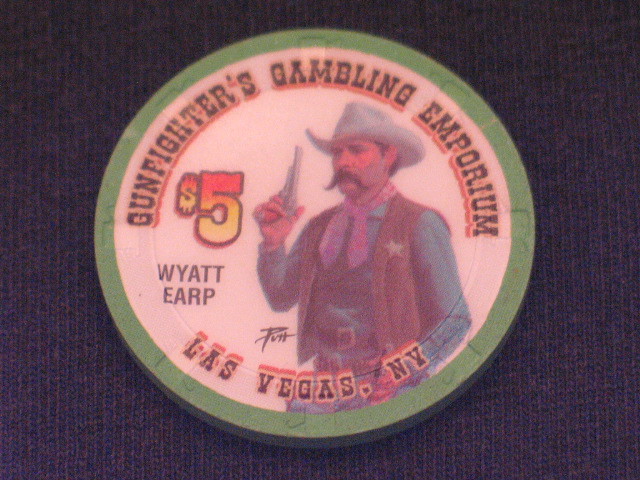 GUNFIGHTER'S GAMBLING EMPORIUM
$5
WYATT
EARP
LAS VEGAS, NV